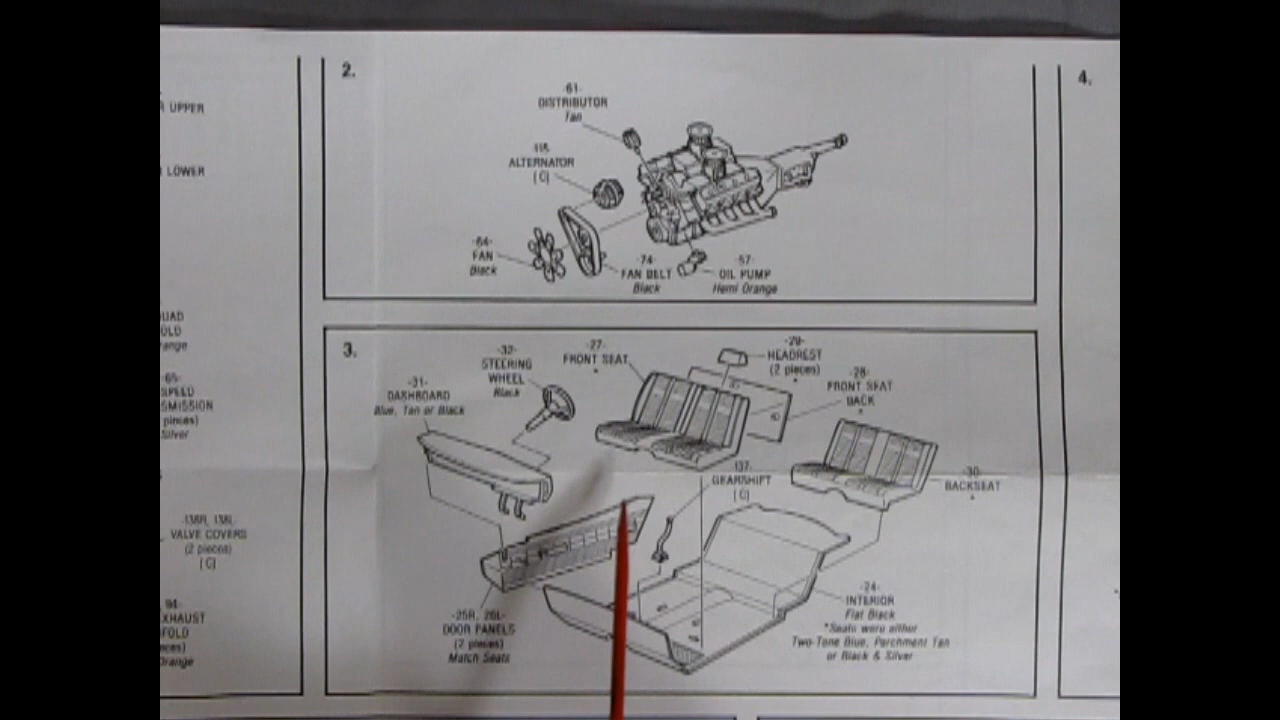 UPPER
LOWER
UAD
OLD
range
-65-
SPEED
SMISSION
pieces)
Silver
-138R, 138L-
VALVE COVERS
(2 pieces)
[C]
94-
XHAUST
FOLD
eces)
Orange
2.
-61-
DISTRIBUTOR
Tan
ALTERNATOR
[C]
-64-
FAN
Black
-74-
FAN BELT
Black
-57-
OIL PUMP
Hemi Orange
3.
-31-
DASHBOARD
Blue, Tan or Black
-32-
STEERING
WHEEL
Black
-27-
FRONT SEAT
*
-29-
HEADREST
(2 pieces)
*
-28-
FRONT SEAT
BACK
*
-30-
BACKSEAT
*
137-
GEARSHIFT
[C]
-25R, 26L-
DOOR PANELS
(2 pieces)
Match Seats
-24-
INTERIOR
Flat Black
*Seats were either
Two-Tone Blue, Parchment Tan
or Black & Silver
4.